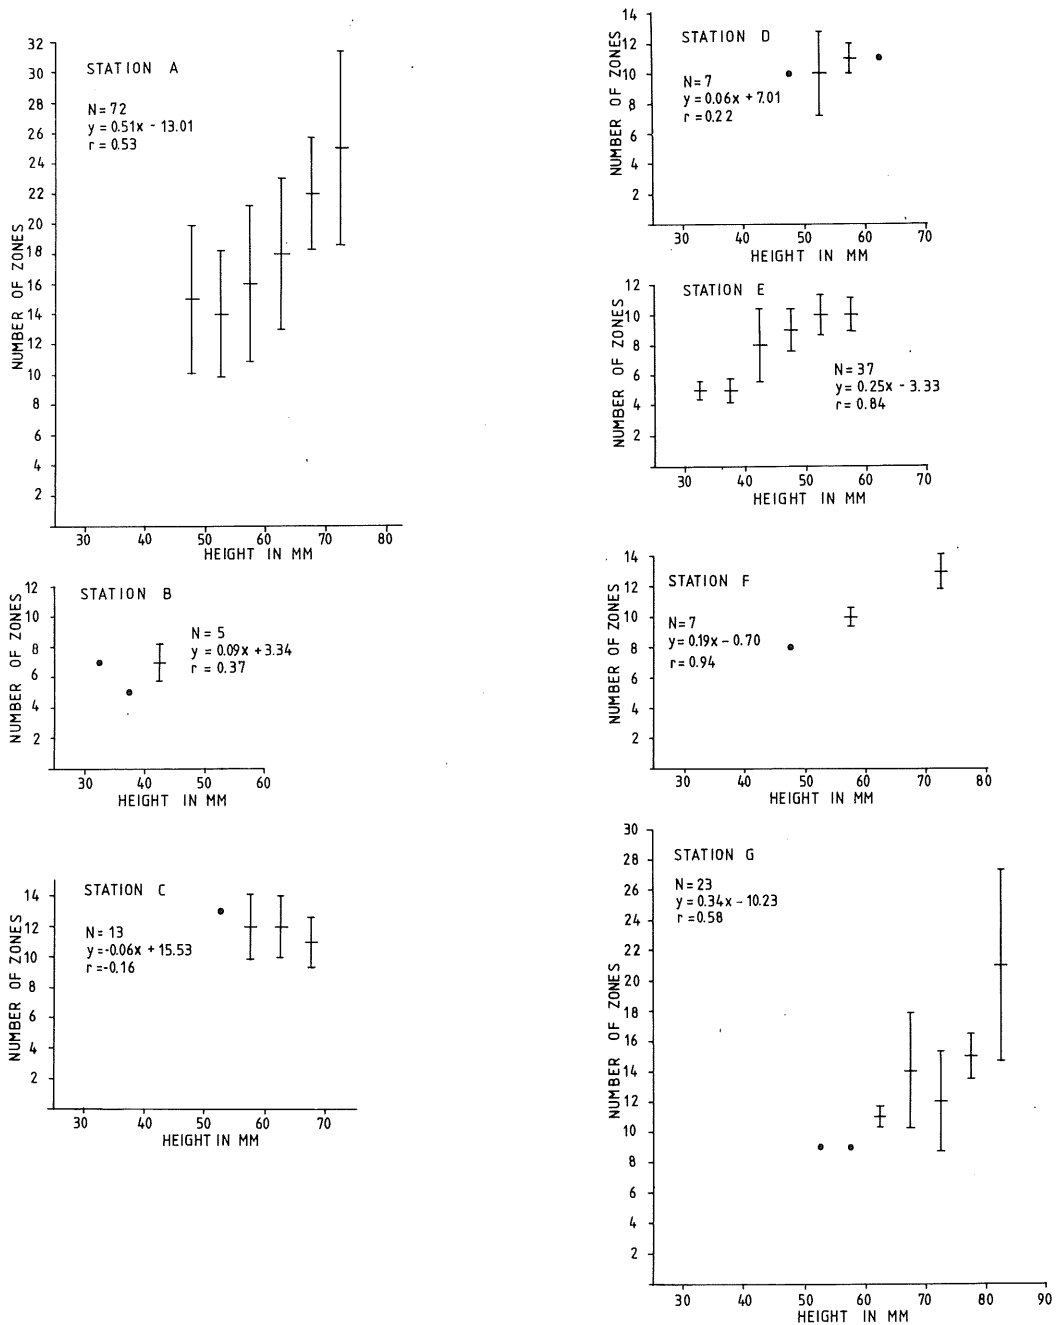 STATION A
N = 72
y = 0.51x - 13.01
r = 0.53
NUMBER OF ZONES
32
30
28
26
24
22
20
18
16
14
12
10
8
6
4
2
30 40 50 60 70 80
HEIGHT IN MM
STATION B
N = 5
y = 0.09x + 3.34
r = 0.37
NUMBER OF ZONES
12
10
8
6
4
2
30 40 50 60
HEIGHT IN MM
STATION C
N = 13
y = -0.06x + 15.53
r = -0.16
NUMBER OF ZONES
14
12
10
8
6
4
2
30 40 50 60 70
HEIGHT IN MM
STATION D
N = 7
y = 0.06x + 7.01
r = 0.22
NUMBER OF ZONES
14
12
10
8
6
4
2
30 40 50 60 70
HEIGHT IN MM
STATION E
N = 37
y = 0.25x - 3.33
r = 0.84
NUMBER OF ZONES
12
10
8
6
4
2
30 40 50 60 70
HEIGHT IN MM
STATION F
N = 7
y = 0.19x - 0.70
r = 0.94
NUMBER OF ZONES
14
12
10
8
6
4
2
30 40 50 60 70 80
HEIGHT IN MM
STATION G
N = 23
y = 0.34x - 10.23
r = 0.58
NUMBER OF ZONES
30
28
26
24
22
20
18
16
14
12
10
8
6
4
2
30 40 50 60 70 80 90
HEIGHT IN MM